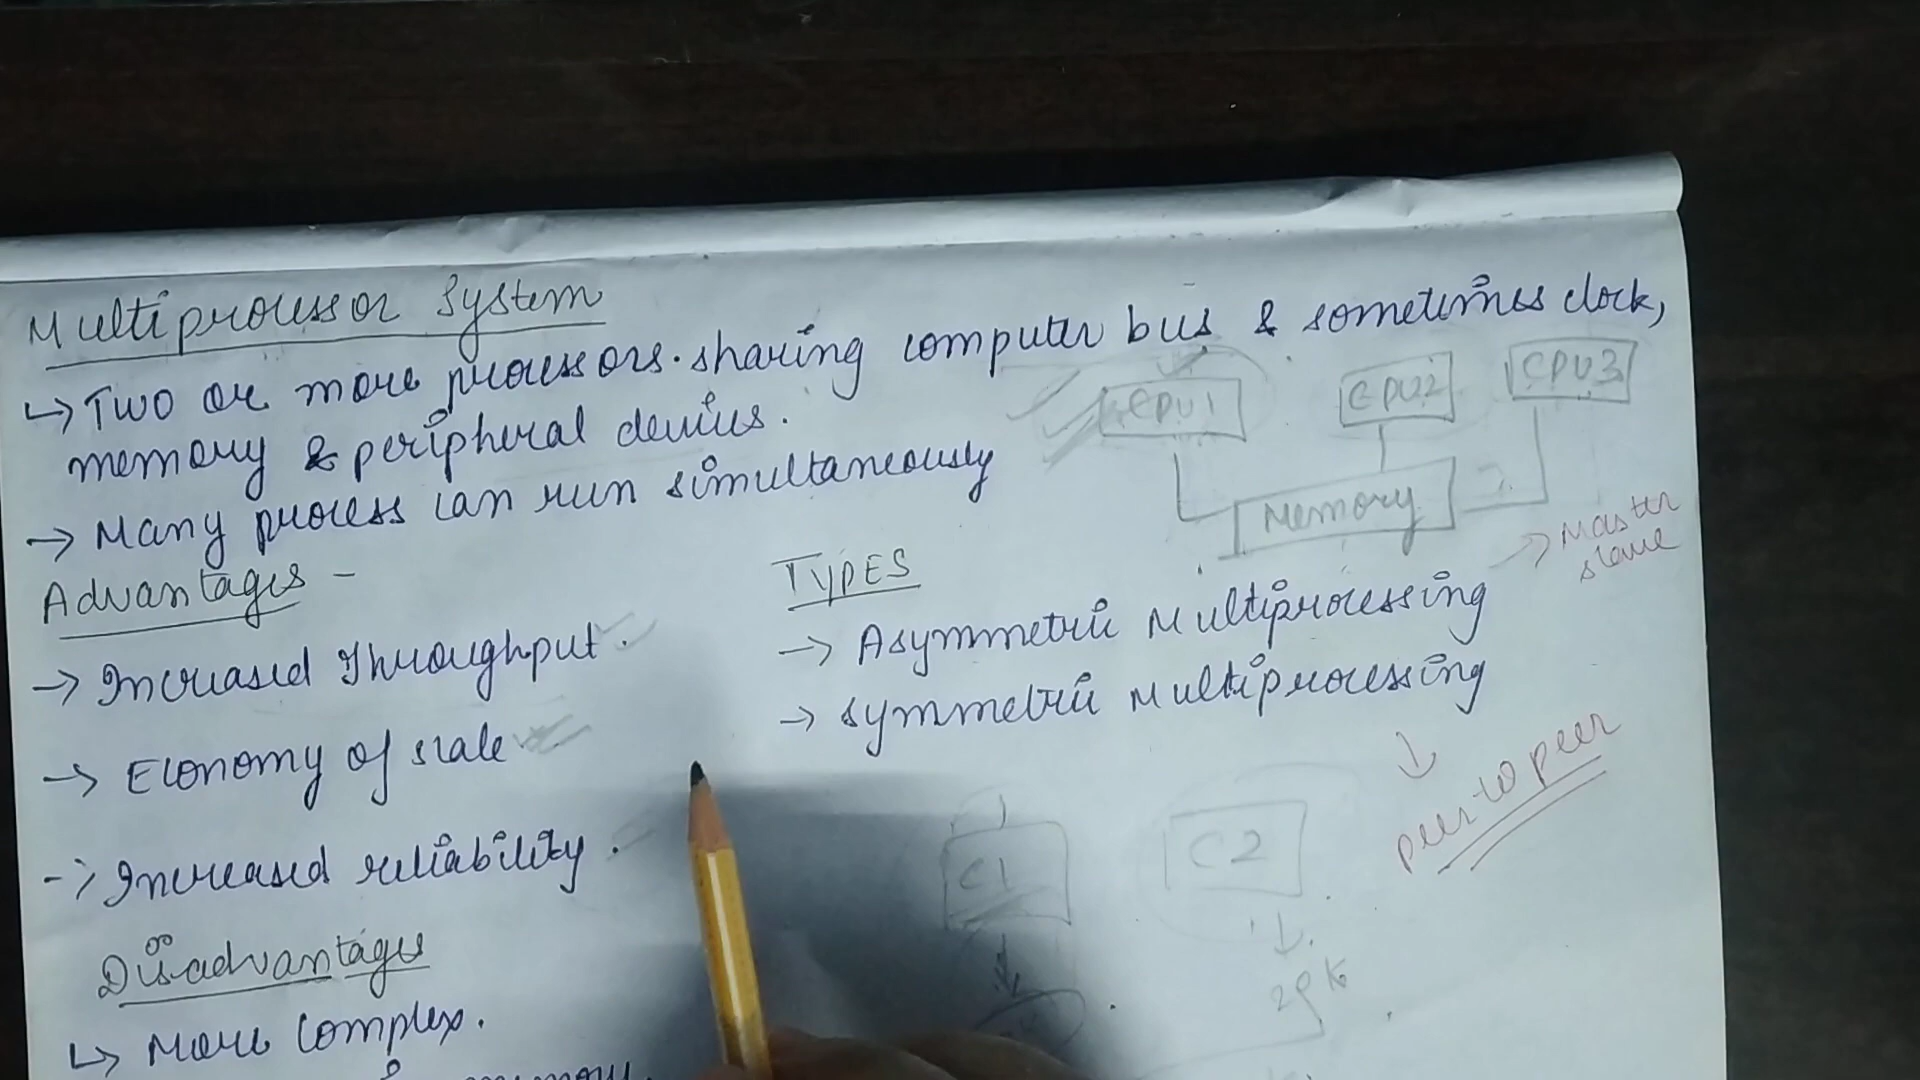 Multiprocessor System
↳ Two or more processors. sharing computer bus & sometimes clock,
memory & peripheral devices.
→ Many process can run simultaneously
CPU1 CPU2 CPU3
Memory
Advantages -
→ Increased Throughput.
→ Economy of scale
→ Increased reliability.
Disadvantages
↳ More Complex.
memory.
TYPES
→ Asymmetric Multiprocessing
→ Master slave
→ Symmetric Multiprocessing
↓
peer to peer
C1 C2